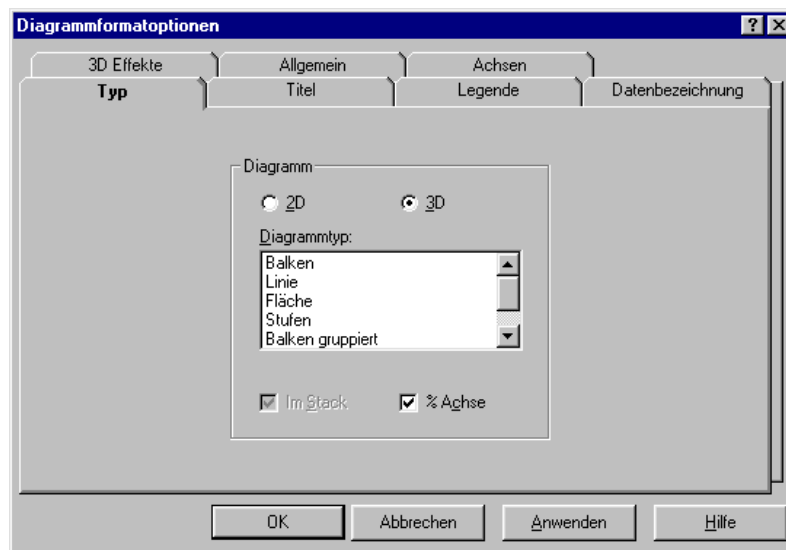 Diagrammformatoptionen
3D Effekte Allgemein Achsen
Typ Titel Legende Datenbezeichnung
Diagramm
2D 3D
Diagrammtyp:
Balken
Linie
Fläche
Stufen
Balken gruppiert
Im Stack % Achse
OK Abbrechen Anwenden Hilfe